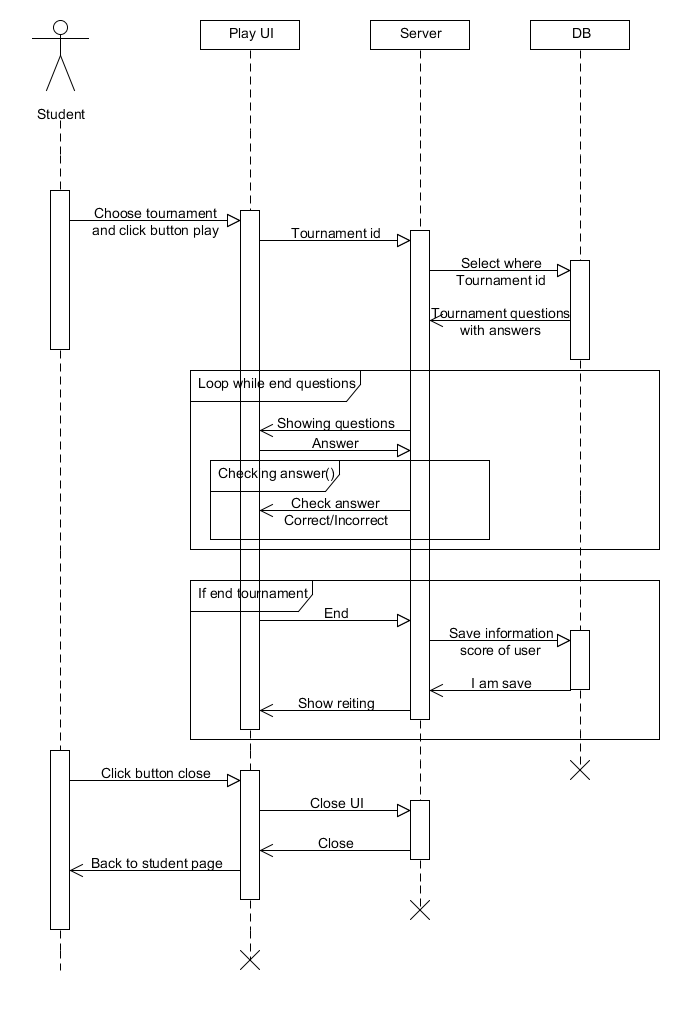 Play UI
Server
DB
Student
Choose tournament
and click button play
Tournament id
Select where
Tournament id
Tournament questions
with answers
Loop while end questions
Showing questions
Answer
Checking answer()
Check answer
Correct/Incorrect
If end tournament
End
Save information
score of user
I am save
Show reiting
Click button close
Close UI
Close
Back to student page